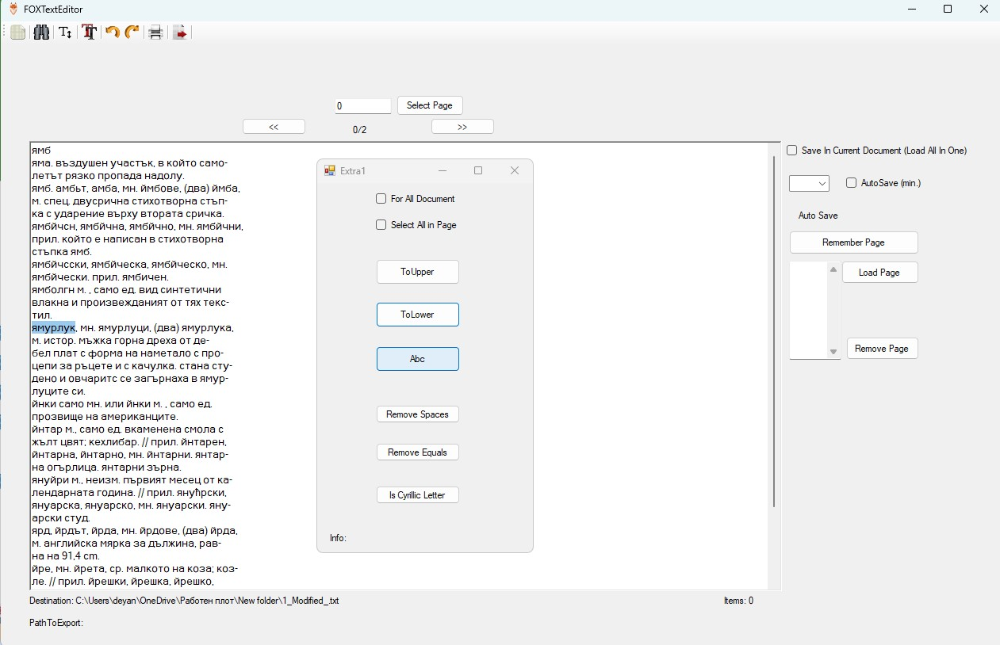 FOXTextEditor
0
Select Page
<<
0/2
>>
ямб
яма. въздушен участък, в който само-
летът рязко пропада надолу.
ямб. амбът, амба, мн. ймбове, (два) ймба,
м. спец. двусрична стихотворна стъп-
ка с ударение върху втората сричка.
ямбйчсн, ямбйчна, ямбйчно, мн. ямбйчни,
прил. който е написан в стихотворна
стъпка ямб.
ямбйчсски, ямбйческа, ямбйческо, мн.
ямбйчески. прил. ямбичен.
ямболгн м. , само ед. вид синтетични
влакна и произвежданият от тях текс-
тил.
ямурлук, мн. ямурлуци, (два) ямурлука,
м. истор. мъжка горна дреха от де-
бел плат с форма на наметало с про-
цепи за ръцете и с качулка. стана сту-
дено и овчаритс се загърнаха в ямур-
луците си.
йнки само мн. или йнки м. , само ед.
прозвище на американците.
йнтар м., само ед. вкаменена смола с
жълт цвят; кехлибар. // прил. йнтарен,
йнтарна, йнтарно, мн. йнтарни. янтар-
на огърлица. янтарни зърна.
януйри м., неизм. първият месец от ка-
лендарната година. // прил. янућрски,
януарска, януарско, мн. януарски. яну-
арски студ.
ярд, йрдът, йрда, мн. йрдове, (два) йрда,
м. английска мярка за дължина, рав-
на на 91,4 cm.
йре, мн. йрета, ср. малкото на коза; коз-
ле. // прил. йрешки, йрешка, йрешко,
Extra1
For All Document
Select All in Page
ToUpper
ToLower
Abc
Remove Spaces
Remove Equals
Is Cyrillic Letter
Info:
Save In Current Document (Load All In One)
AutoSave (min.)
Auto Save
Remember Page
Load Page
Remove Page
Destination: C:\Users\deyan\OneDrive\Работен плот\New folder\1_Modified_.txt
Items: 0
PathToExport: